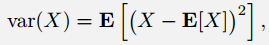 var(X) = E[(X − E[X])²],